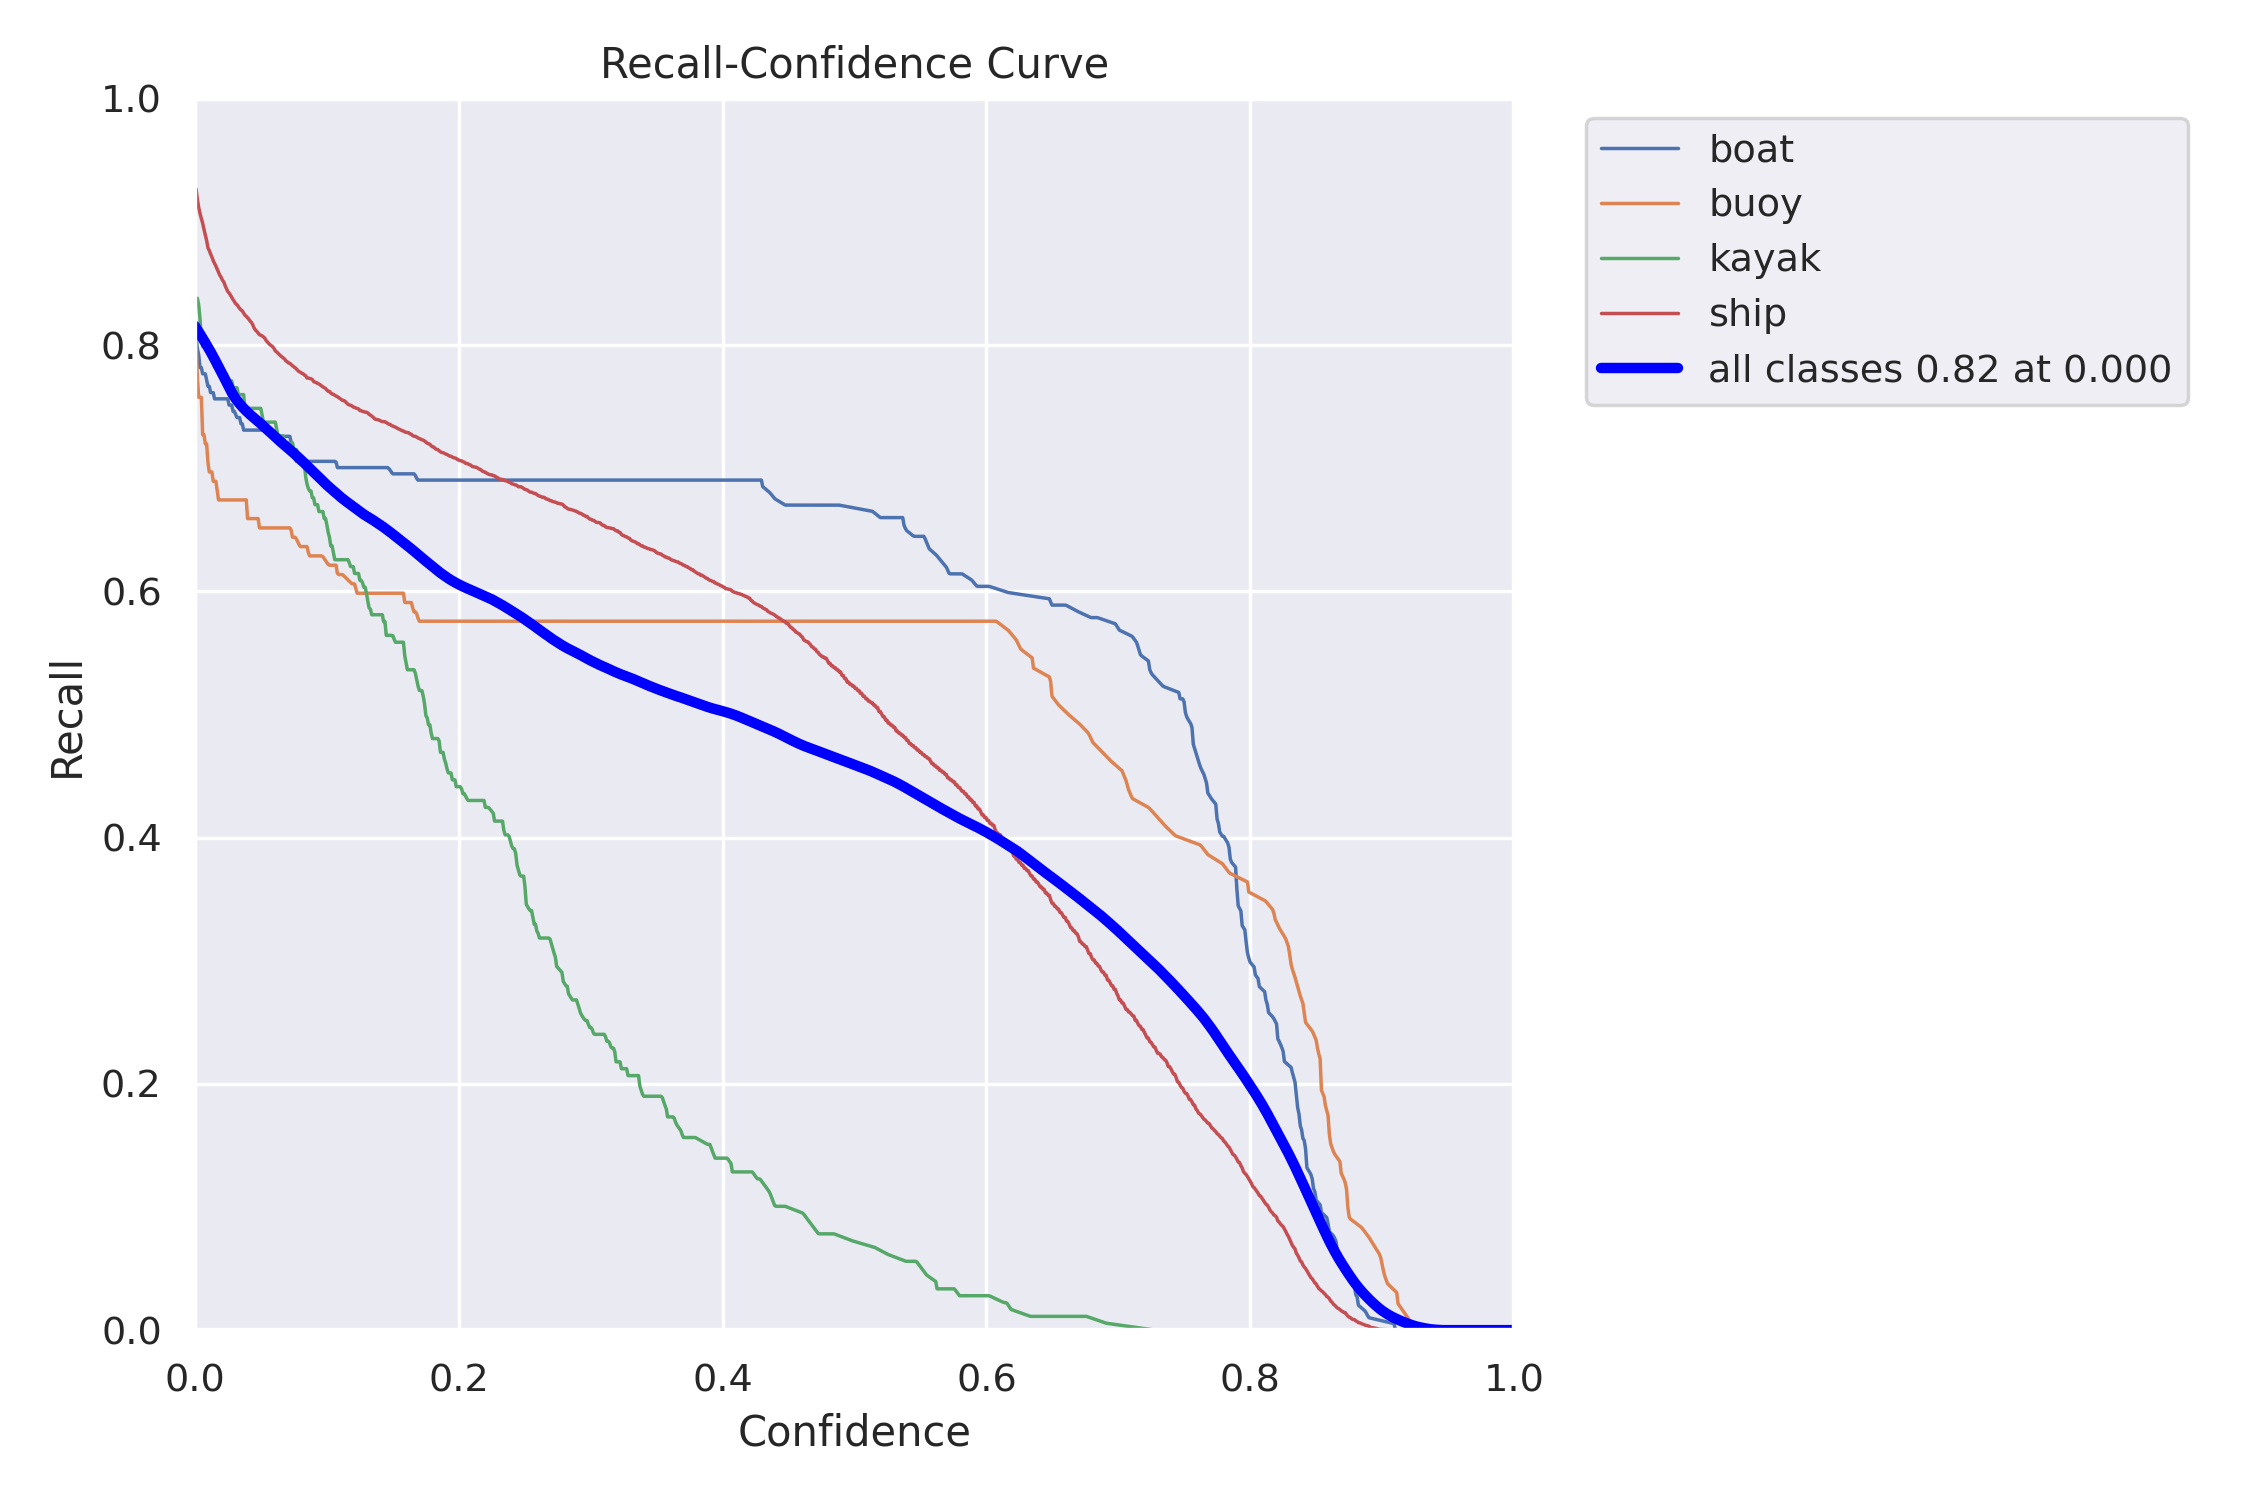 Recall-Confidence Curve
1.0
0.8
0.6
0.4
0.2
0.0
Recall
0.0 0.2 0.4 0.6 0.8 1.0
Confidence
boat
buoy
kayak
ship
all classes 0.82 at 0.000